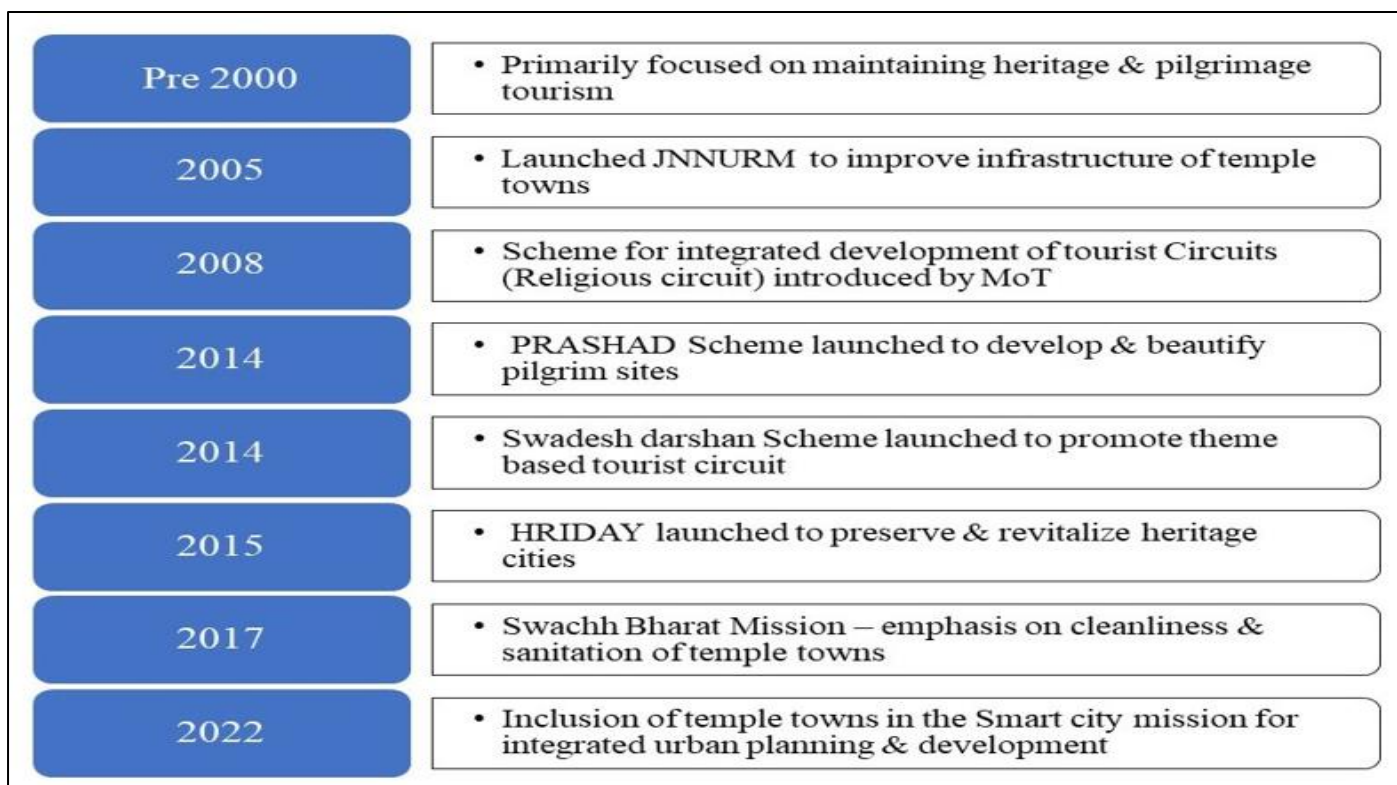 Pre 2000
• Primarily focused on maintaining heritage & pilgrimage
tourism
2005
• Launched JNNURM to improve infrastructure of temple
towns
2008
• Scheme for integrated development of tourist Circuits
(Religious circuit) introduced by MoT
2014
• PRASHAD Scheme launched to develop & beautify
pilgrim sites
2014
• Swadesh darshan Scheme launched to promote theme
based tourist circuit
2015
• HRIDAY launched to preserve & revitalize heritage
cities
2017
• Swachh Bharat Mission – emphasis on cleanliness &
sanitation of temple towns
2022
• Inclusion of temple towns in the Smart city mission for
integrated urban planning & development